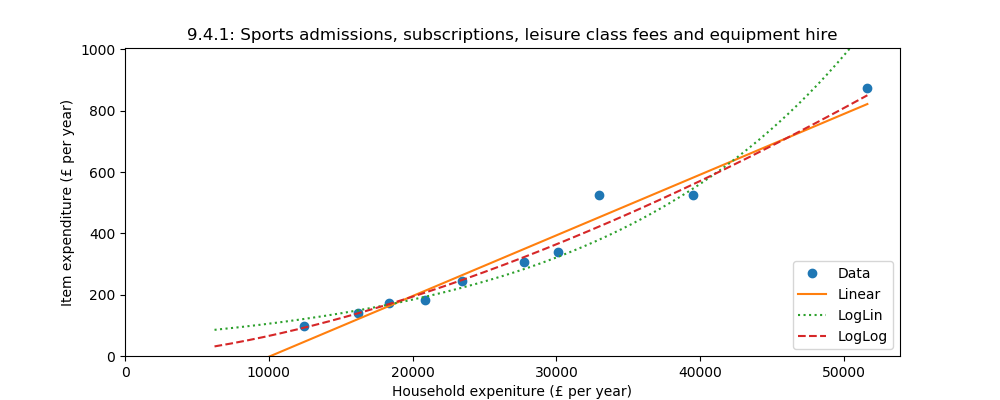 9.4.1: Sports admissions, subscriptions, leisure class fees and equipment hire
1000
800
600
400
200
0
Item expenditure (£ per year)
Data
Linear
LogLin
LogLog
0
10000
20000
30000
40000
50000
Household expeniture (£ per year)